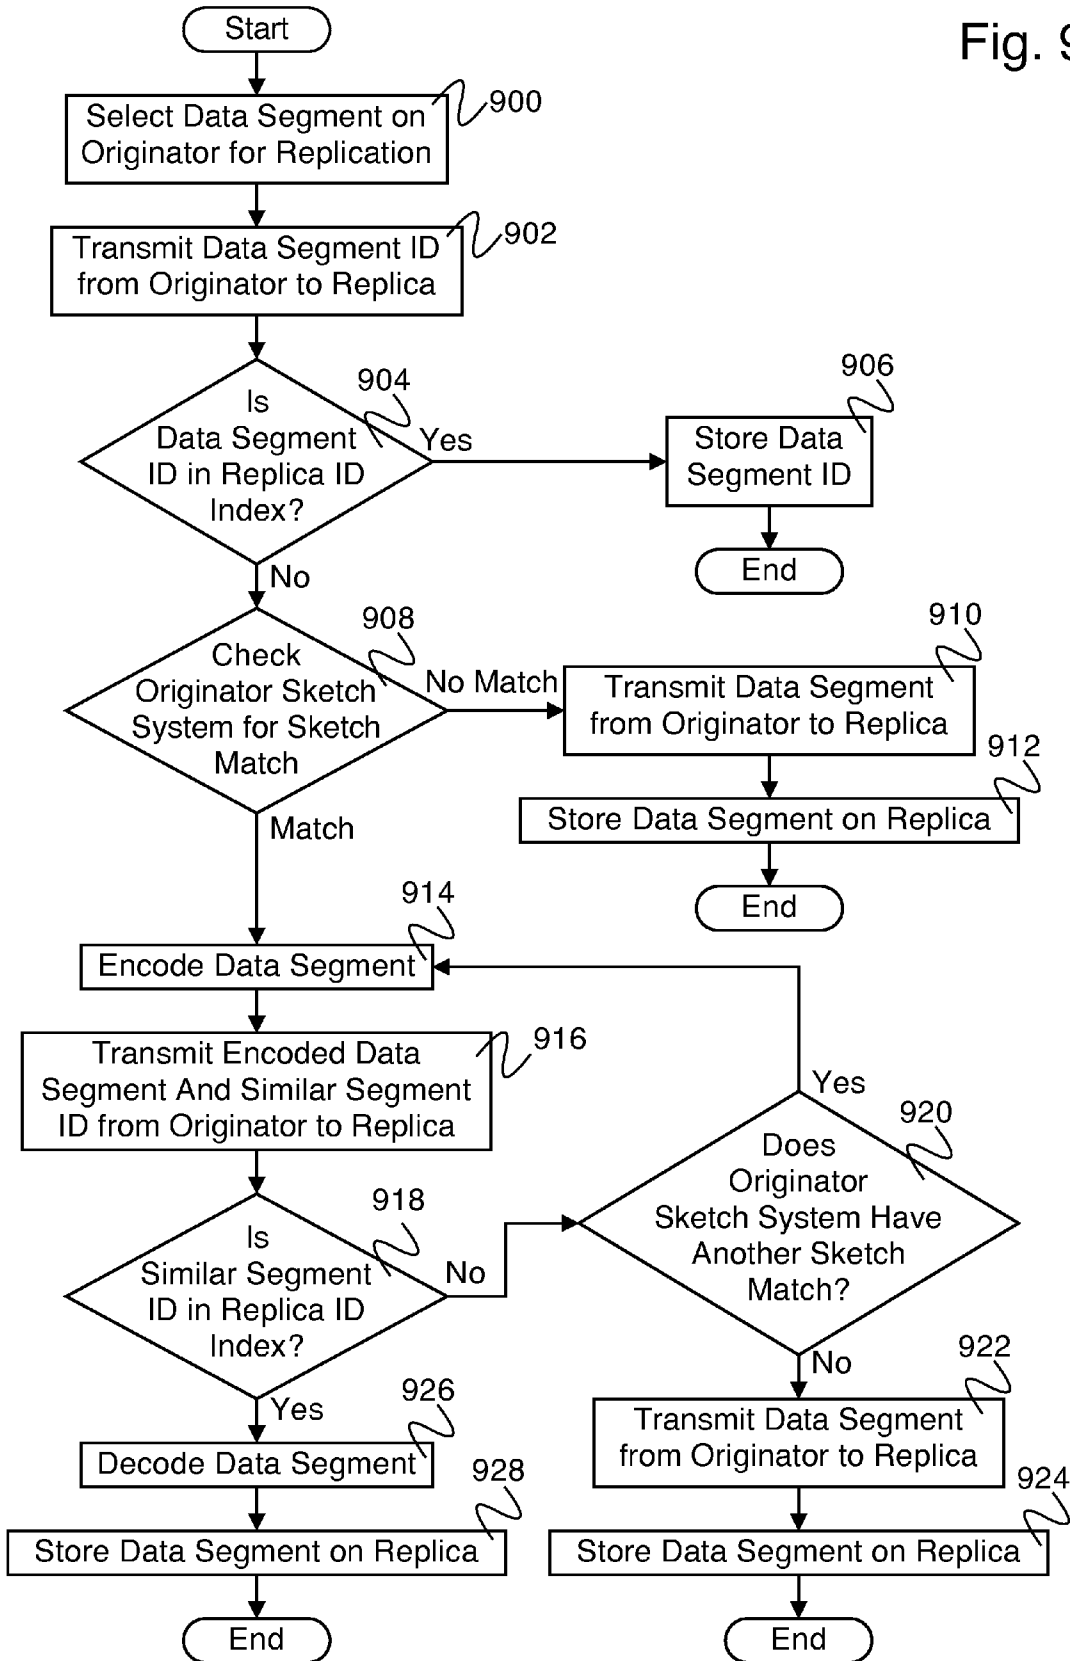 Start
Fig. 9
900
Select Data Segment on
Originator for Replication
902
Transmit Data Segment ID
from Originator to Replica
904
Is
Data Segment
ID in Replica ID
Index?
Yes
906
Store Data
Segment ID
End
No
908
Check
Originator Sketch
System for Sketch
Match
No Match
910
Transmit Data Segment
from Originator to Replica
912
Store Data Segment on Replica
End
Match
914
Encode Data Segment
916
Transmit Encoded Data
Segment And Similar Segment
ID from Originator to Replica
918
Is
Similar Segment
ID in Replica ID
Index?
No
Yes
920
Does
Originator
Sketch System Have
Another Sketch
Match?
No
922
Transmit Data Segment
from Originator to Replica
924
Store Data Segment on Replica
End
Yes
926
Decode Data Segment
928
Store Data Segment on Replica
End